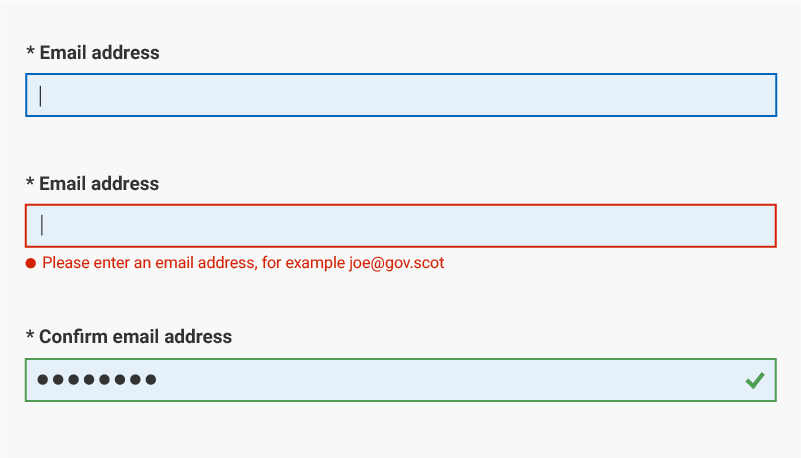 * Email address
* Email address
Please enter an email address, for example joe@gov.scot
* Confirm email address